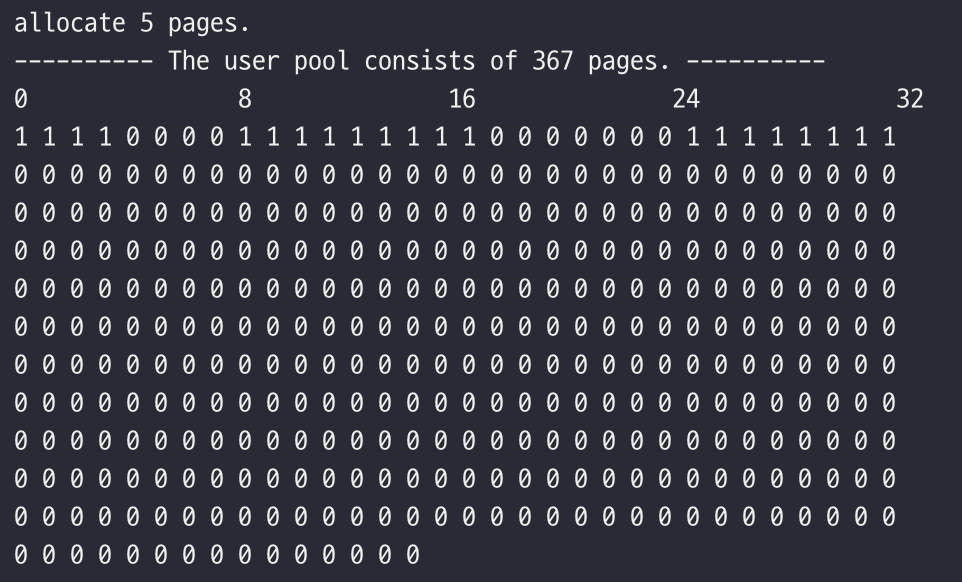 allocate 5 pages.
---------- The user pool consists of 367 pages. ----------
0               8              16              24               32
1 1 1 1 0 0 0 0 1 1 1 1 1 1 1 1 1 0 0 0 0 0 0 0 1 1 1 1 1 1 1 1
0 0 0 0 0 0 0 0 0 0 0 0 0 0 0 0 0 0 0 0 0 0 0 0 0 0 0 0 0 0 0 0
0 0 0 0 0 0 0 0 0 0 0 0 0 0 0 0 0 0 0 0 0 0 0 0 0 0 0 0 0 0 0 0
0 0 0 0 0 0 0 0 0 0 0 0 0 0 0 0 0 0 0 0 0 0 0 0 0 0 0 0 0 0 0 0
0 0 0 0 0 0 0 0 0 0 0 0 0 0 0 0 0 0 0 0 0 0 0 0 0 0 0 0 0 0 0 0
0 0 0 0 0 0 0 0 0 0 0 0 0 0 0 0 0 0 0 0 0 0 0 0 0 0 0 0 0 0 0 0
0 0 0 0 0 0 0 0 0 0 0 0 0 0 0 0 0 0 0 0 0 0 0 0 0 0 0 0 0 0 0 0
0 0 0 0 0 0 0 0 0 0 0 0 0 0 0 0 0 0 0 0 0 0 0 0 0 0 0 0 0 0 0 0
0 0 0 0 0 0 0 0 0 0 0 0 0 0 0 0 0 0 0 0 0 0 0 0 0 0 0 0 0 0 0 0
0 0 0 0 0 0 0 0 0 0 0 0 0 0 0 0 0 0 0 0 0 0 0 0 0 0 0 0 0 0 0 0
0 0 0 0 0 0 0 0 0 0 0 0 0 0 0 0 0 0 0 0 0 0 0 0 0 0 0 0 0 0 0 0
0 0 0 0 0 0 0 0 0 0 0 0 0 0 0